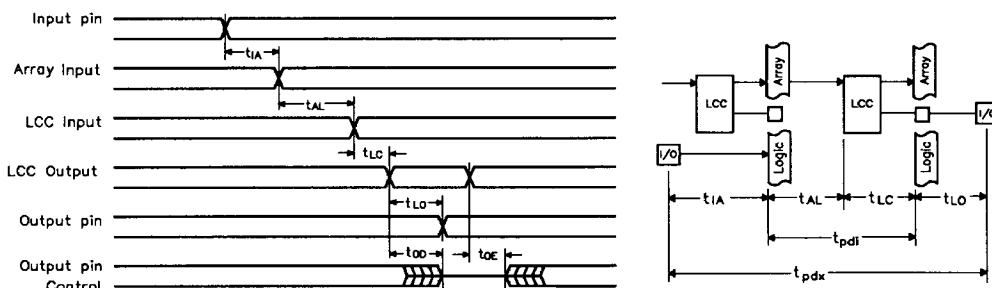 Input pin
tIA
Array Input
tAL
LCC Input
tLC
LCC Output
tLO
Output pin
tOD
tOE
Output pin
Control
Array
Array
LCC
LCC
I/O
I/O
Logic
Logic
tIA
tAL
tLC
tLO
tpdi
tpdx